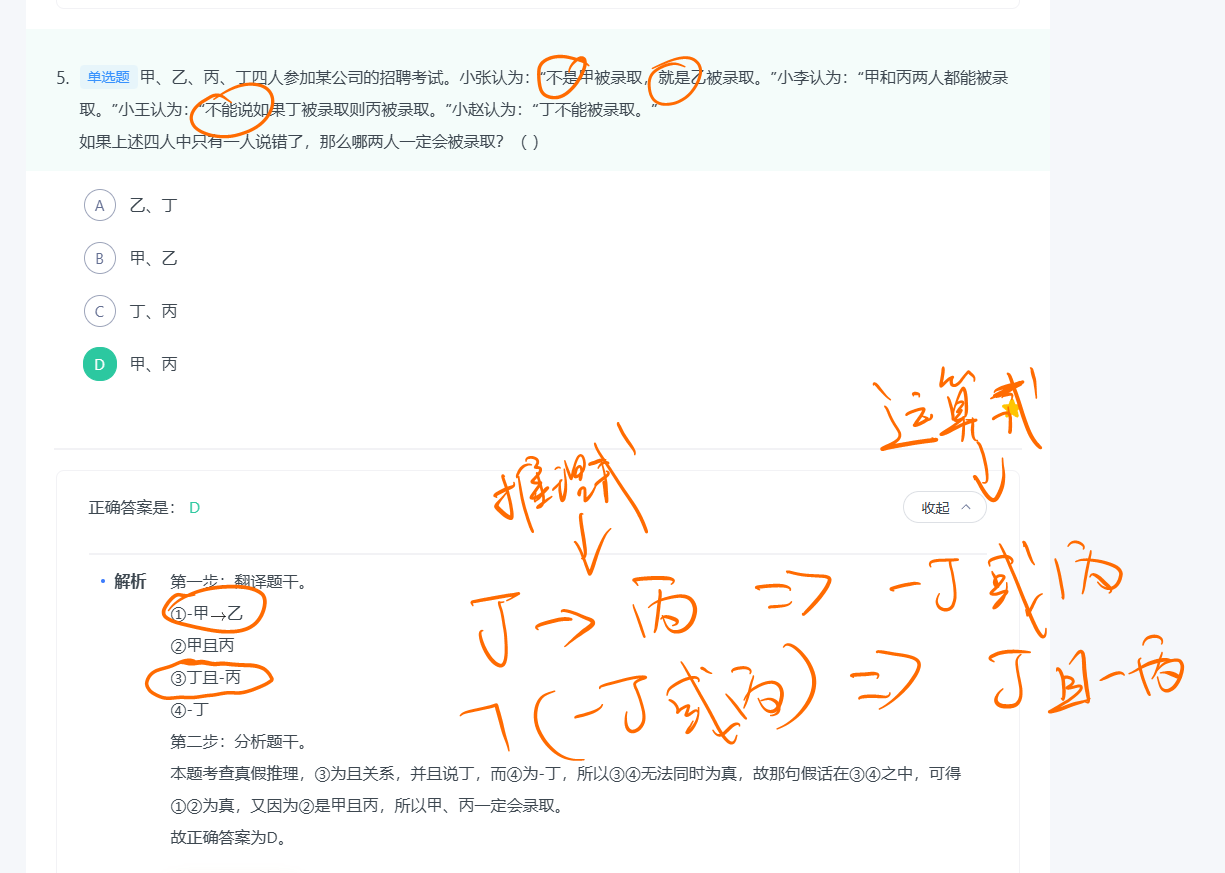 5. 单选题 甲、乙、丙、丁四人参加某公司的招聘考试。小张认为：“不是甲被录取，就是乙被录取。”小李认为：“甲和丙两人都能被录
取。”小王认为：“不能说如果丁被录取则丙被录取。”小赵认为：“丁不能被录取。”
如果上述四人中只有一人说错了，那么哪两人一定会被录取？（ ）
A 乙、丁
B 甲、乙
C 丁、丙
D 甲、丙
运算式
推理式
正确答案是： D
收起
• 解析 第一步：翻译题干。
丁→丙 => -丁或丙
①-甲→乙
②甲且丙
③丁且-丙
¬(-丁或丙) => 丁且-丙
④-丁
第二步：分析题干。
本题考查真假推理，③为且关系，并且说丁，而④为-丁，所以③④无法同时为真，故那句假话在③④之中，可得
①②为真，又因为②是甲且丙，所以甲、丙一定会录取。
故正确答案为D。